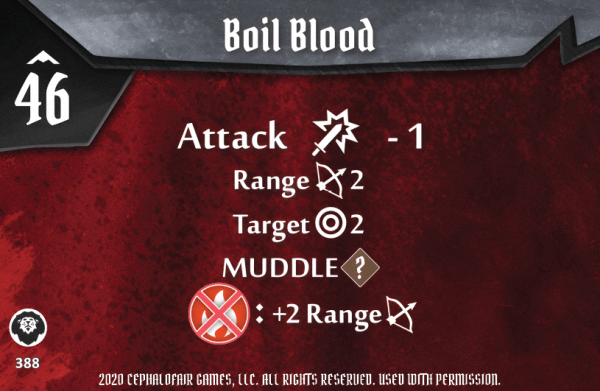 Boil Blood
46
Attack - 1
Range 2
Target 2
MUDDLE ?
: +2 Range
388
2020 CEPHALOFAIR GAMES, LLC. ALL RIGHTS RESERVED. USED WITH PERMISSION.